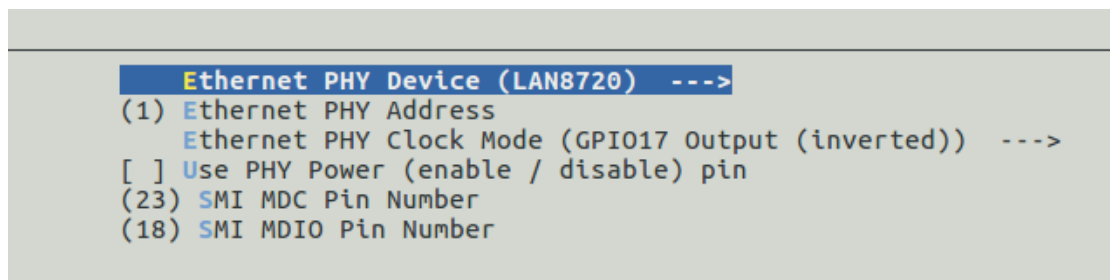 Ethernet PHY Device (LAN8720)  --->
(1) Ethernet PHY Address
Ethernet PHY Clock Mode (GPIO17 Output (inverted))  --->
[ ] Use PHY Power (enable / disable) pin
(23) SMI MDC Pin Number
(18) SMI MDIO Pin Number